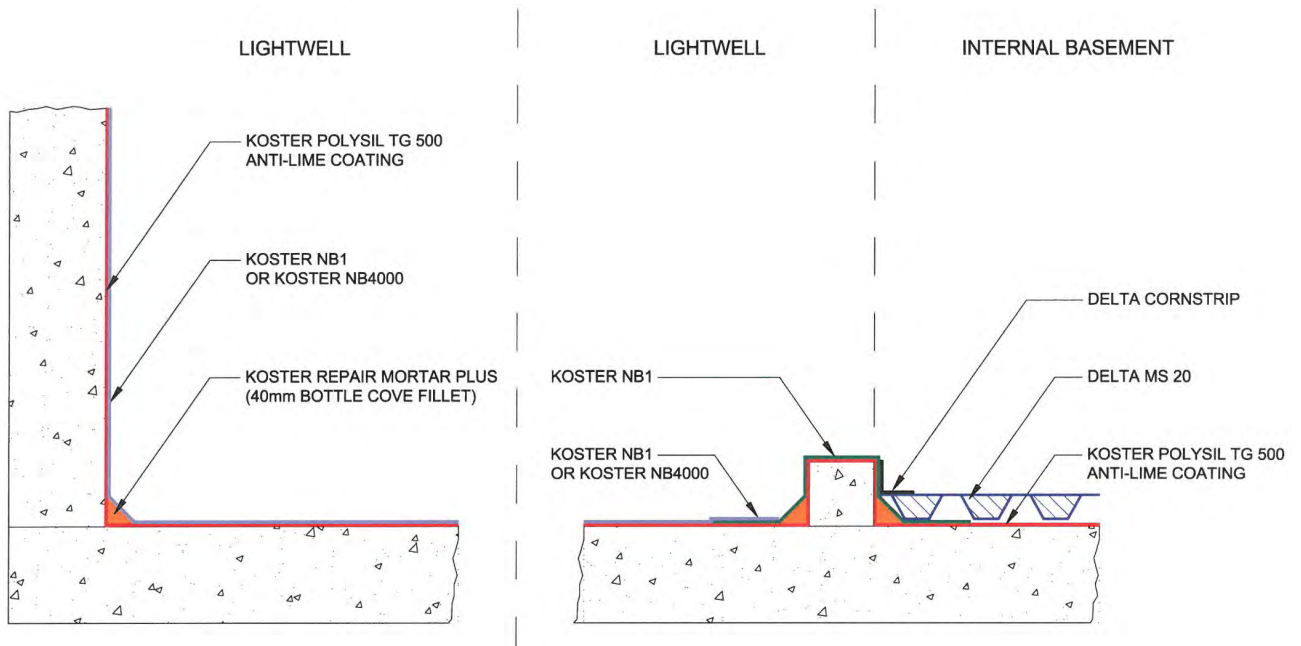 LIGHTWELL
KOSTER POLYSIL TG 500
ANTI-LIME COATING
KOSTER NB1
OR KOSTER NB4000
KOSTER REPAIR MORTAR PLUS
(40mm BOTTLE COVE FILLET)
LIGHTWELL
INTERNAL BASEMENT
KOSTER NB1
KOSTER NB1
OR KOSTER NB4000
DELTA CORNSTRIP
DELTA MS 20
KOSTER POLYSIL TG 500
ANTI-LIME COATING